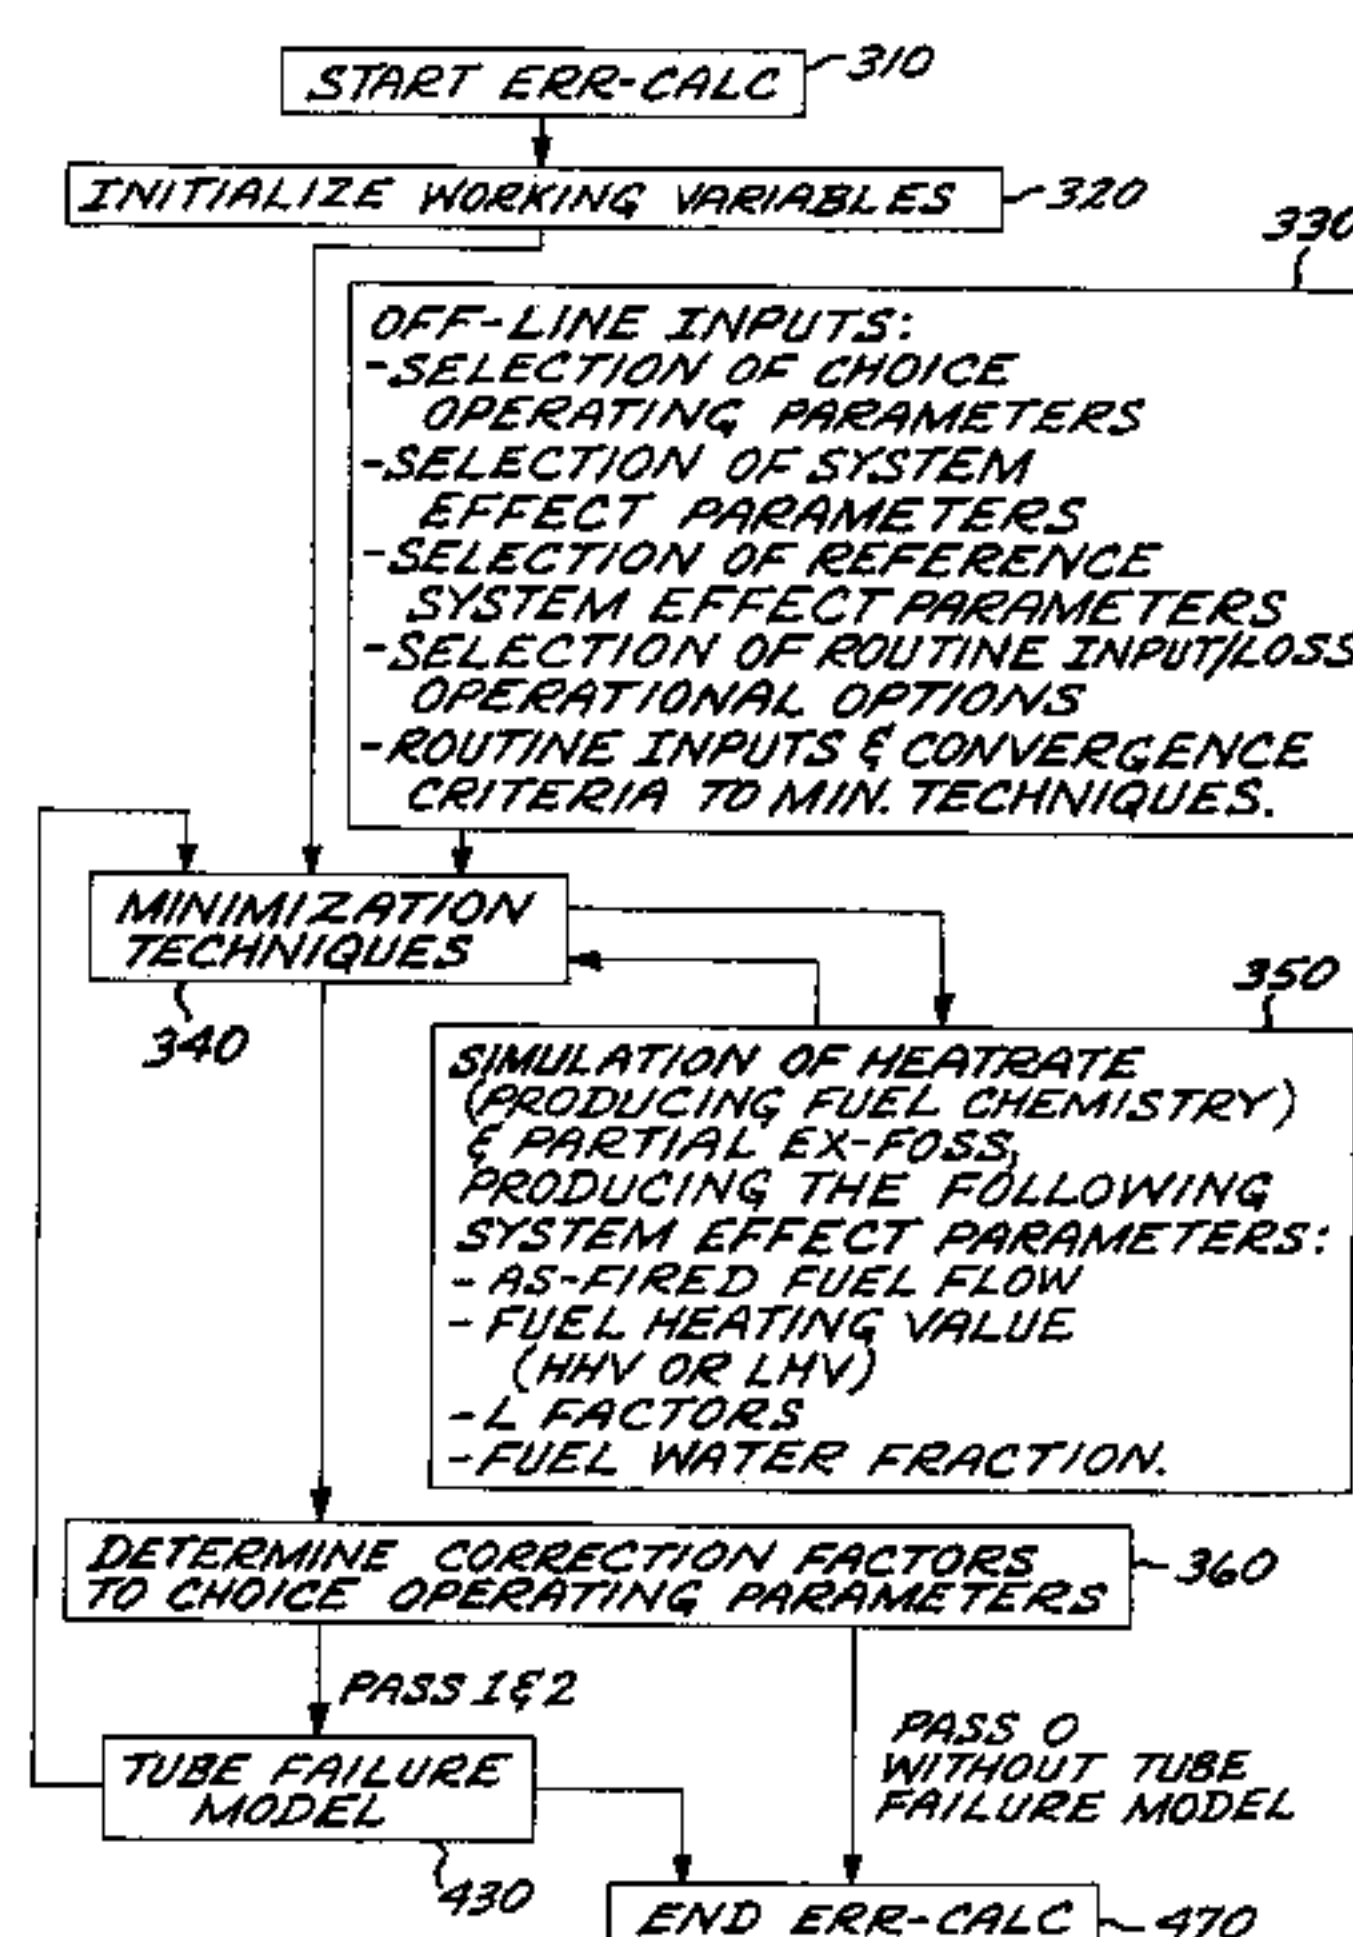 START ERR-CALC
310
INITIALIZE WORKING VARIABLES
320
330
OFF-LINE INPUTS:
-SELECTION OF CHOICE
OPERATING PARAMETERS
-SELECTION OF SYSTEM
EFFECT PARAMETERS
-SELECTION OF REFERENCE
SYSTEM EFFECT PARAMETERS
-SELECTION OF ROUTINE INPUT/LOSS
OPERATIONAL OPTIONS
-ROUTINE INPUTS & CONVERGENCE
CRITERIA TO MIN. TECHNIQUES.
MINIMIZATION
TECHNIQUES
340
350
SIMULATION OF HEATRATE
(PRODUCING FUEL CHEMISTRY)
& PARTIAL EX-FOSS,
PRODUCING THE FOLLOWING
SYSTEM EFFECT PARAMETERS:
- AS-FIRED FUEL FLOW
- FUEL HEATING VALUE
(HHV OR LHV)
- L FACTORS
-FUEL WATER FRACTION.
DETERMINE CORRECTION FACTORS
TO CHOICE OPERATING PARAMETERS
360
PASS 1&2
PASS 0
WITHOUT TUBE
FAILURE MODEL
TUBE FAILURE
MODEL
430
END ERR-CALC
470